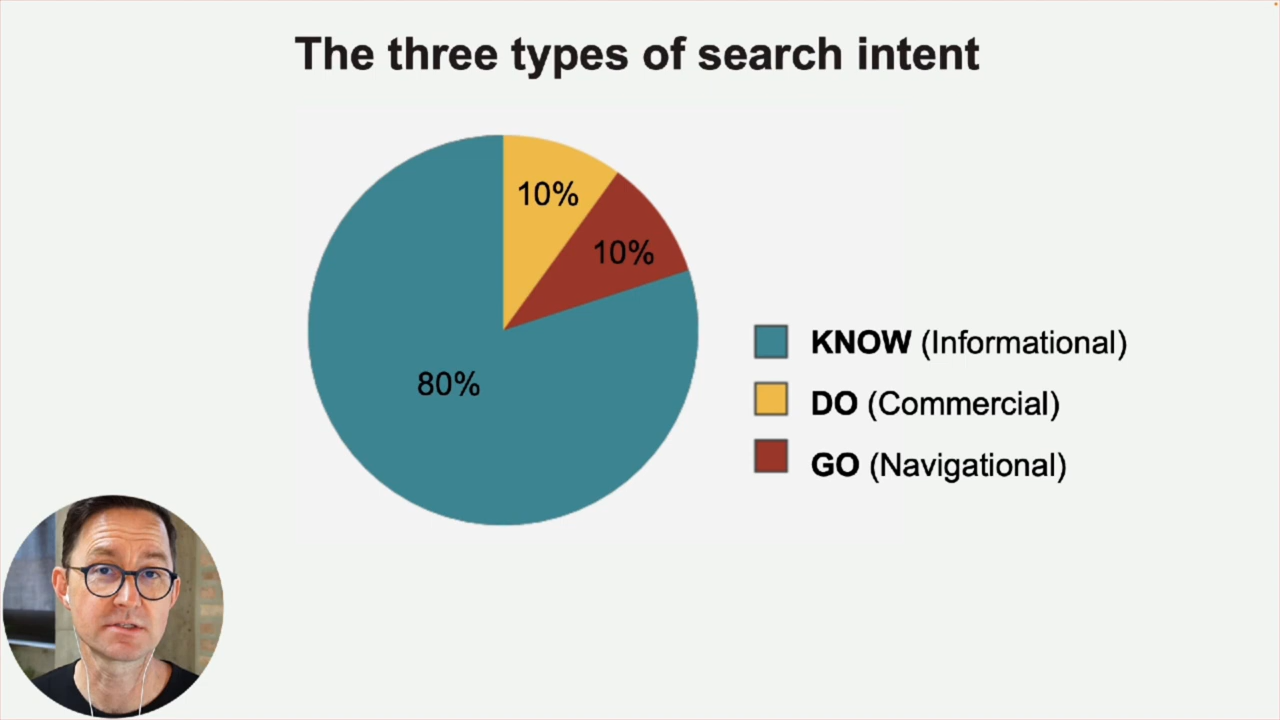 The three types of search intent
10%
10%
80%
KNOW (Informational)
DO (Commercial)
GO (Navigational)